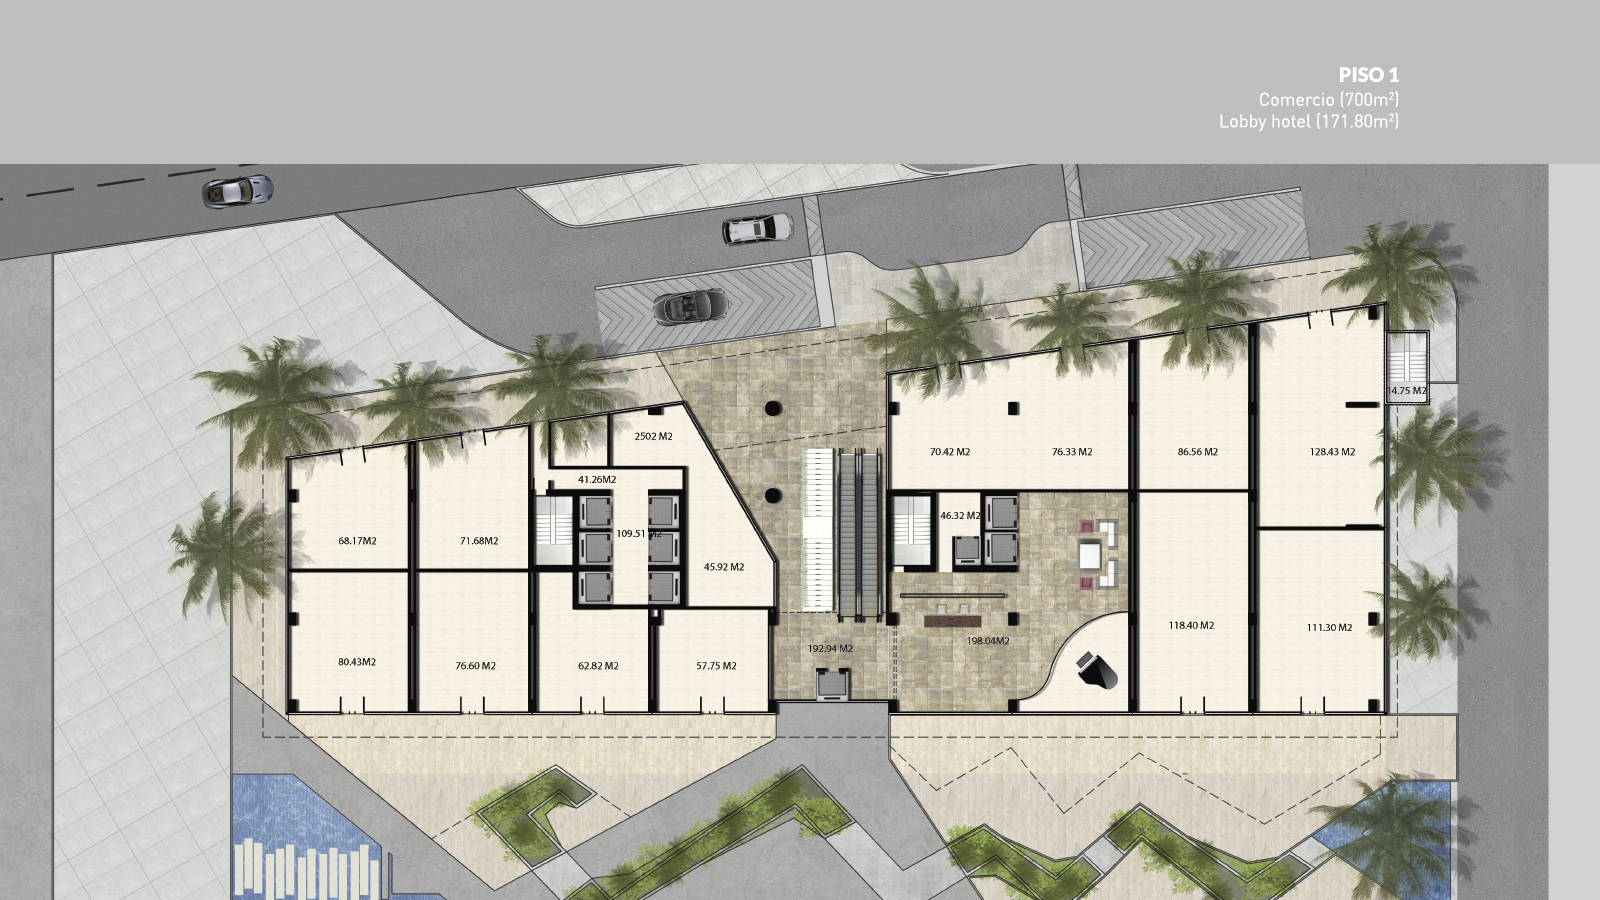 PISO 1
Comercio (700m²)
Lobby hotel (171.80m²)
14.75 M2
2502 M2
70.42 M2
76.33 M2
86.56 M2
128.43 M2
41.26M2
46.32 M2
109.51 M2
68.17M2
71.68M2
45.92 M2
118.40 M2
111.30 M2
198.04M2
192.94 M2
80.43M2
76.60 M2
62.82 M2
57.75 M2